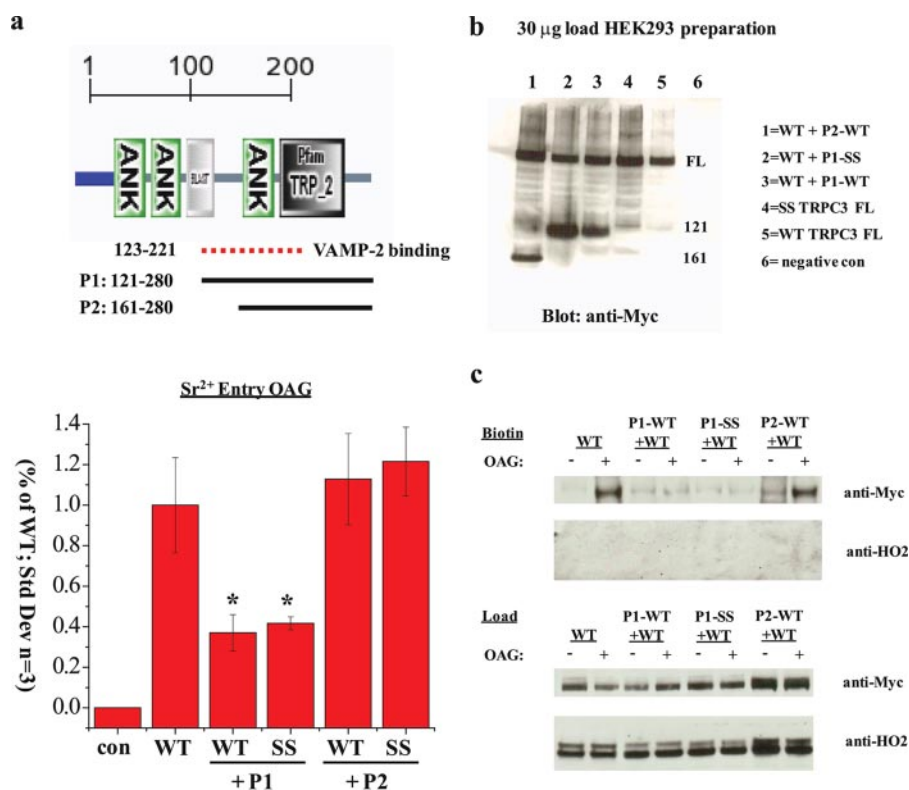 a
1 100 200
ANK ANK ANK Pfam TRP_2
123-221 VAMP-2 binding
P1: 121-280
P2: 161-280
b 30 µg load HEK293 preparation
1 2 3 4 5 6
FL
121
161
Blot: anti-Myc
1=WT + P2-WT
2=WT + P1-SS
3=WT + P1-WT
4=SS TRPC3 FL
5=WT TRPC3 FL
6= negative con
Sr2+ Entry OAG
(% of WT; Std Dev n=3)
1.4
1.2
1.0
0.8
0.6
0.4
0.2
0.0
* *
con WT WT SS WT SS
+ P1 + P2
c
Biotin WT P1-WT +WT P1-SS +WT P2-WT +WT
OAG: - + - + - + - +
anti-Myc
anti-HO2
Load WT P1-WT +WT P1-SS +WT P2-WT +WT
OAG: - + - + - + - +
anti-Myc
anti-HO2